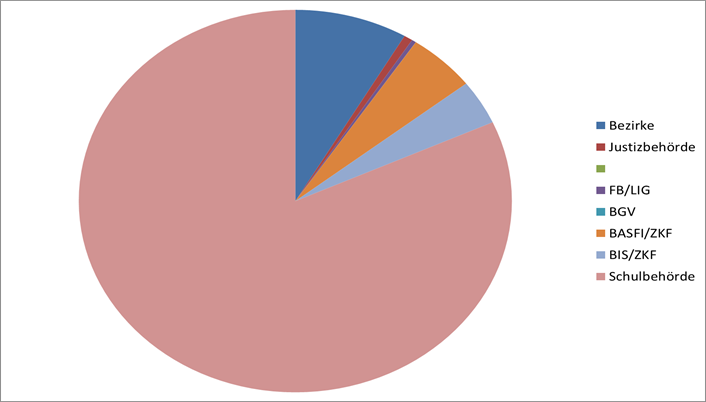 Bezirke
Justizbehörde
FB/LIG
BGV
BASFI/ZKF
BIS/ZKF
Schulbehörde